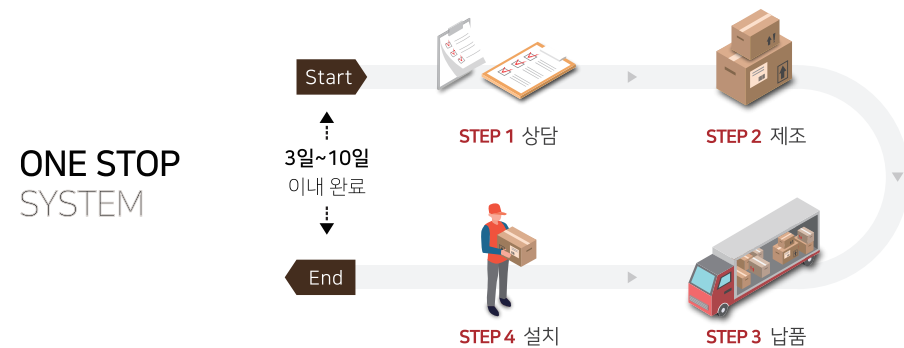 ONE STOP
SYSTEM
Start
3일~10일
이내 완료
End
STEP 1 상담
STEP 2 제조
STEP 3 납품
STEP 4 설치